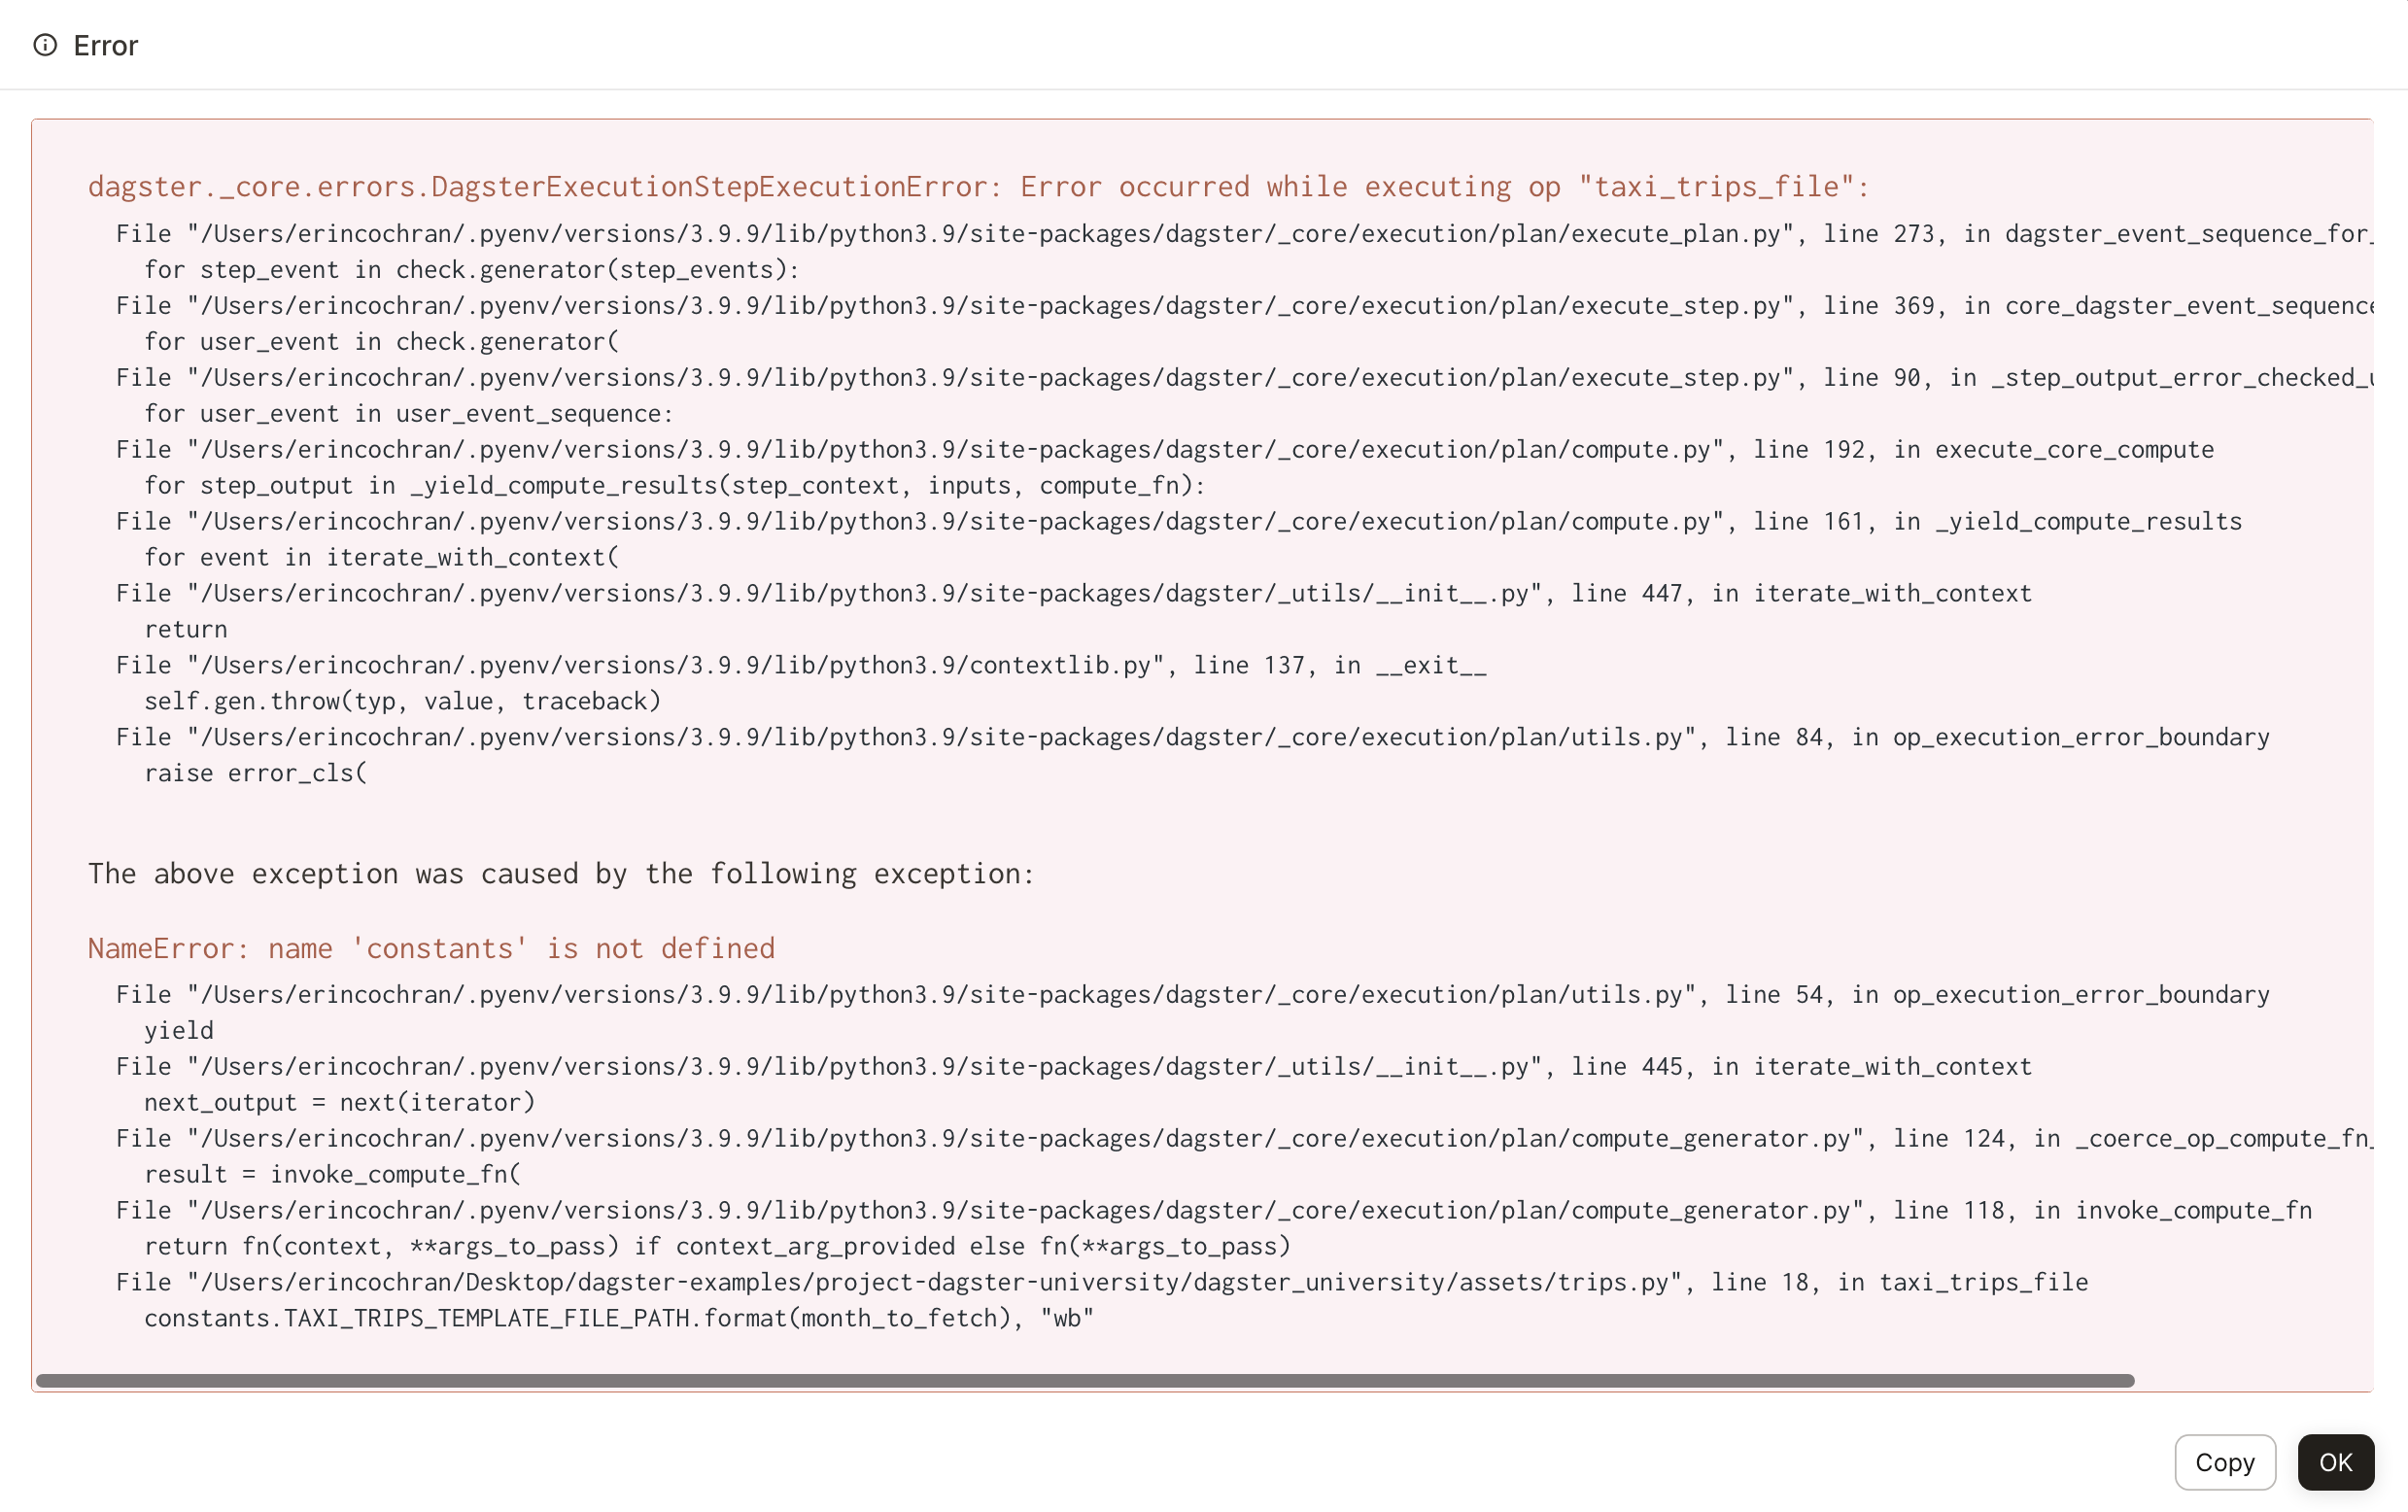 Error
dagster._core.errors.DagsterExecutionStepExecutionError: Error occurred while executing op "taxi_trips_file":
File "/Users/erincochran/.pyenv/versions/3.9.9/lib/python3.9/site-packages/dagster/_core/execution/plan/execute_plan.py", line 273, in dagster_event_sequence_for_
for step_event in check.generator(step_events):
File "/Users/erincochran/.pyenv/versions/3.9.9/lib/python3.9/site-packages/dagster/_core/execution/plan/execute_step.py", line 369, in core_dagster_event_sequence
for user_event in check.generator(
File "/Users/erincochran/.pyenv/versions/3.9.9/lib/python3.9/site-packages/dagster/_core/execution/plan/execute_step.py", line 90, in _step_output_error_checked_u
for user_event in user_event_sequence:
File "/Users/erincochran/.pyenv/versions/3.9.9/lib/python3.9/site-packages/dagster/_core/execution/plan/compute.py", line 192, in execute_core_compute
for step_output in _yield_compute_results(step_context, inputs, compute_fn):
File "/Users/erincochran/.pyenv/versions/3.9.9/lib/python3.9/site-packages/dagster/_core/execution/plan/compute.py", line 161, in _yield_compute_results
for event in iterate_with_context(
File "/Users/erincochran/.pyenv/versions/3.9.9/lib/python3.9/site-packages/dagster/_utils/__init__.py", line 447, in iterate_with_context
return
File "/Users/erincochran/.pyenv/versions/3.9.9/lib/python3.9/contextlib.py", line 137, in __exit__
self.gen.throw(typ, value, traceback)
File "/Users/erincochran/.pyenv/versions/3.9.9/lib/python3.9/site-packages/dagster/_core/execution/plan/utils.py", line 84, in op_execution_error_boundary
raise error_cls(
The above exception was caused by the following exception:
NameError: name 'constants' is not defined
File "/Users/erincochran/.pyenv/versions/3.9.9/lib/python3.9/site-packages/dagster/_core/execution/plan/utils.py", line 54, in op_execution_error_boundary
yield
File "/Users/erincochran/.pyenv/versions/3.9.9/lib/python3.9/site-packages/dagster/_utils/__init__.py", line 445, in iterate_with_context
next_output = next(iterator)
File "/Users/erincochran/.pyenv/versions/3.9.9/lib/python3.9/site-packages/dagster/_core/execution/plan/compute_generator.py", line 124, in _coerce_op_compute_fn_
result = invoke_compute_fn(
File "/Users/erincochran/.pyenv/versions/3.9.9/lib/python3.9/site-packages/dagster/_core/execution/plan/compute_generator.py", line 118, in invoke_compute_fn
return fn(context, **args_to_pass) if context_arg_provided else fn(**args_to_pass)
File "/Users/erincochran/Desktop/dagster-examples/project-dagster-university/dagster_university/assets/trips.py", line 18, in taxi_trips_file
constants.TAXI_TRIPS_TEMPLATE_FILE_PATH.format(month_to_fetch), "wb"
Copy
OK